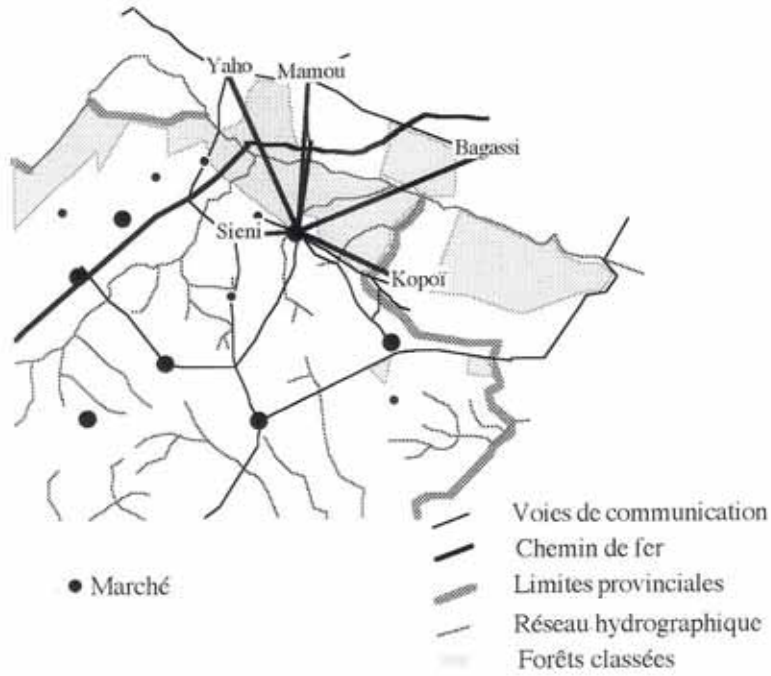 Yaho
Mamou
Bagassi
Sieni
Kopoï
Voies de communication
Chemin de fer
Marché
Limites provinciales
Réseau hydrographique
Forêts classées